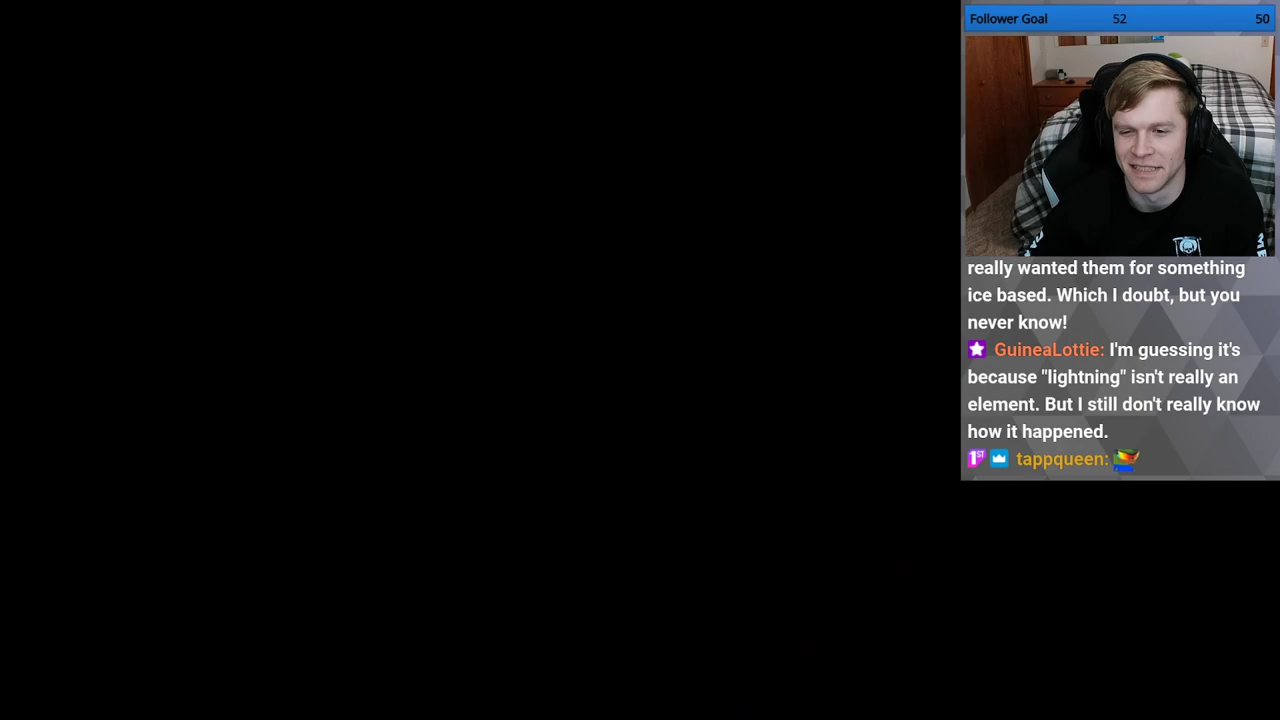 Follower Goal 52 50
really wanted them for something
ice based. Which I doubt, but you
never know!
GuineaLottie: I'm guessing it's
because "lightning" isn't really an
element. But I still don't really know
how it happened.
1ST tappqueen: